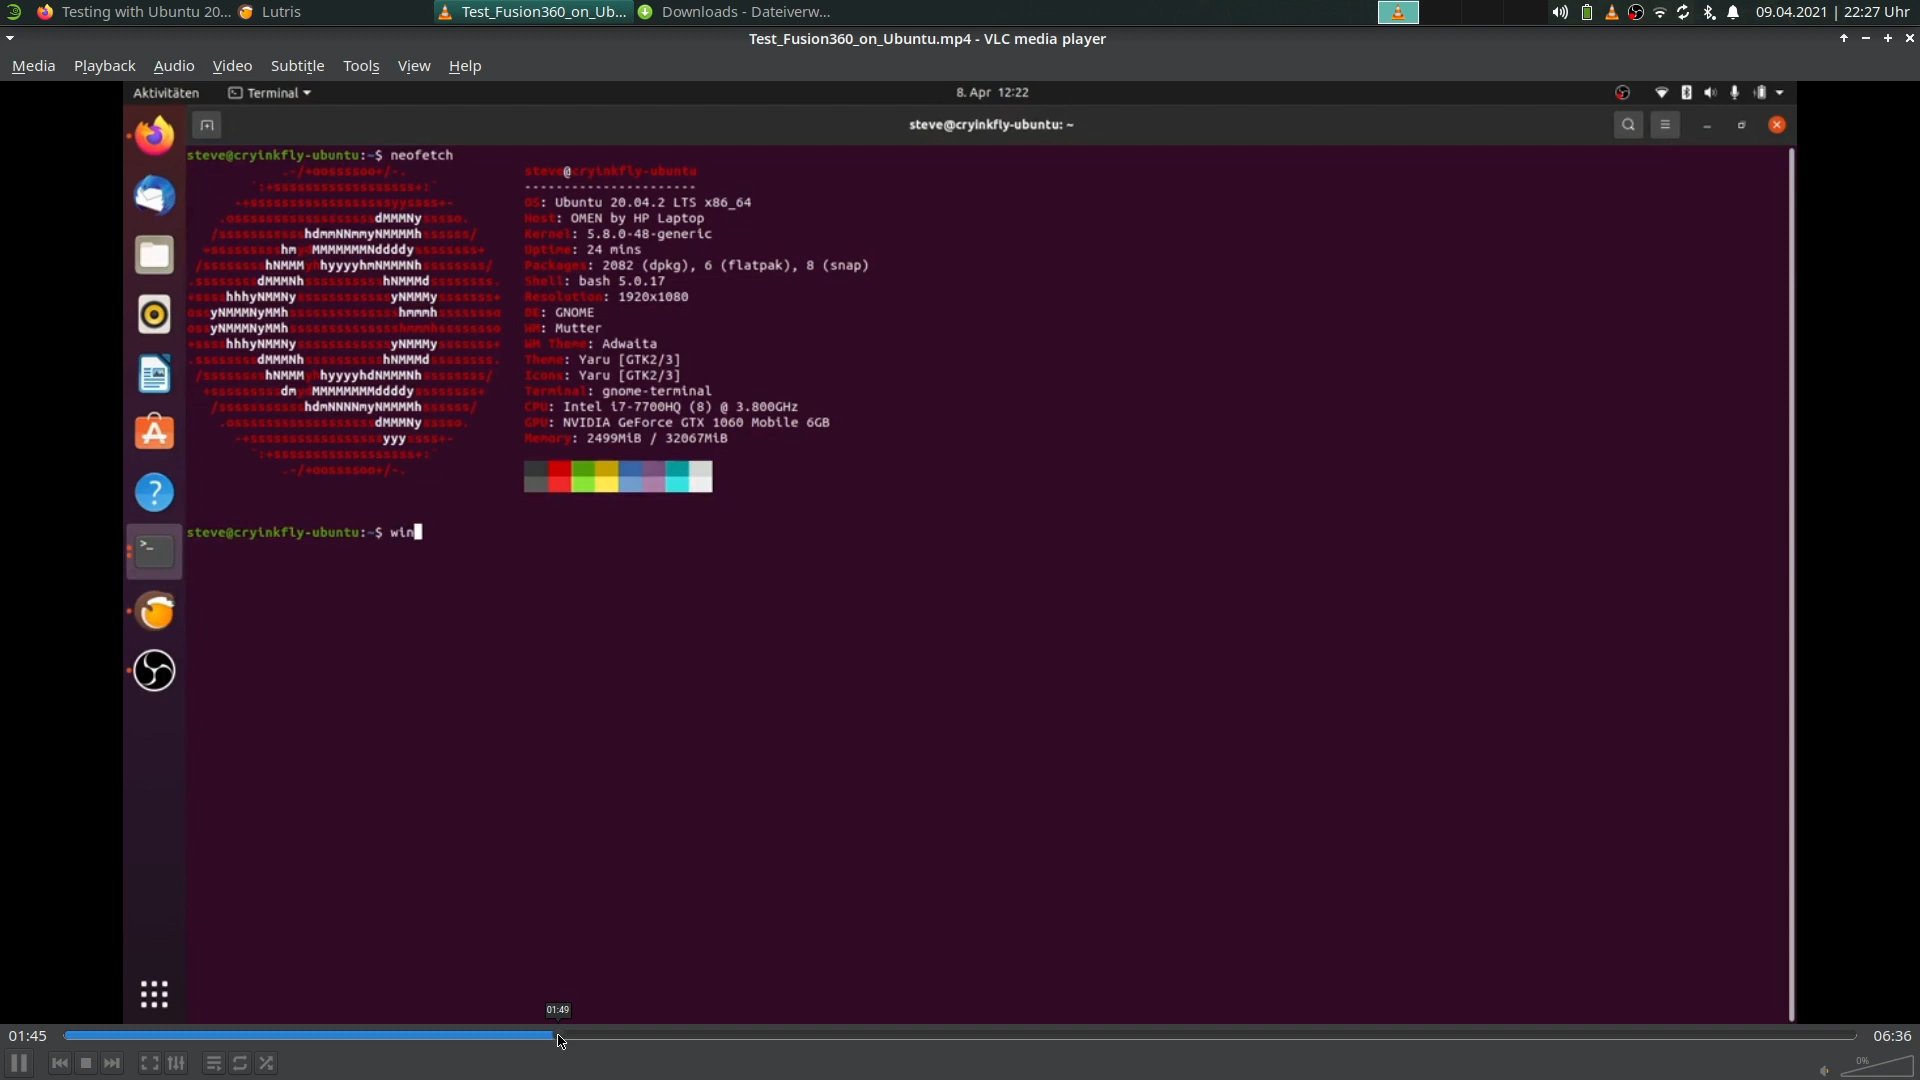 Testing with Ubuntu 20... Lutris Test_Fusion360_on_Ub... Downloads - Dateiverw... 09.04.2021 | 22:27 Uhr
Test_Fusion360_on_Ubuntu.mp4 - VLC media player
Media Playback Audio Video Subtitle Tools View Help
Aktivitäten Terminal 8. Apr 12:22
steve@cryinkfly-ubuntu: ~
steve@cryinkfly-ubuntu:~$ neofetch
steve@cryinkfly-ubuntu
----------------------
OS: Ubuntu 20.04.2 LTS x86_64
Host: OMEN by HP Laptop
Kernel: 5.8.0-48-generic
Uptime: 24 mins
Packages: 2082 (dpkg), 6 (flatpak), 8 (snap)
Shell: bash 5.0.17
Resolution: 1920x1080
DE: GNOME
WM: Mutter
WM Theme: Adwaita
Theme: Yaru [GTK2/3]
Icons: Yaru [GTK2/3]
Terminal: gnome-terminal
CPU: Intel i7-7700HQ (8) @ 3.800GHz
GPU: NVIDIA GeForce GTX 1060 Mobile 6GB
Memory: 2499MiB / 32067MiB
steve@cryinkfly-ubuntu:~$ win
01:49
01:45 06:36
0%